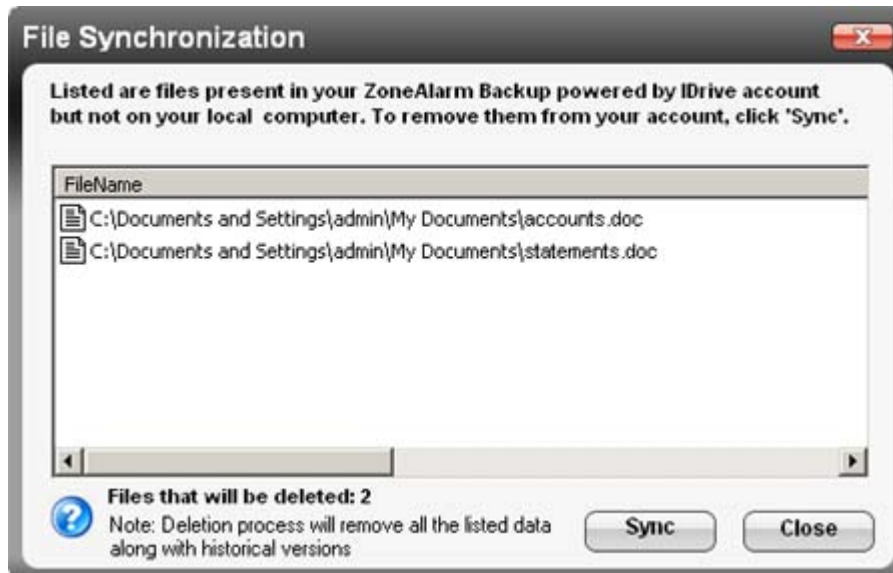 File Synchronization
Listed are files present in your ZoneAlarm Backup powered by IDrive account
but not on your local computer. To remove them from your account, click 'Sync'.
FileName
C:\Documents and Settings\admin\My Documents\accounts.doc
C:\Documents and Settings\admin\My Documents\statements.doc
Files that will be deleted: 2
Note: Deletion process will remove all the listed data
along with historical versions
Sync
Close